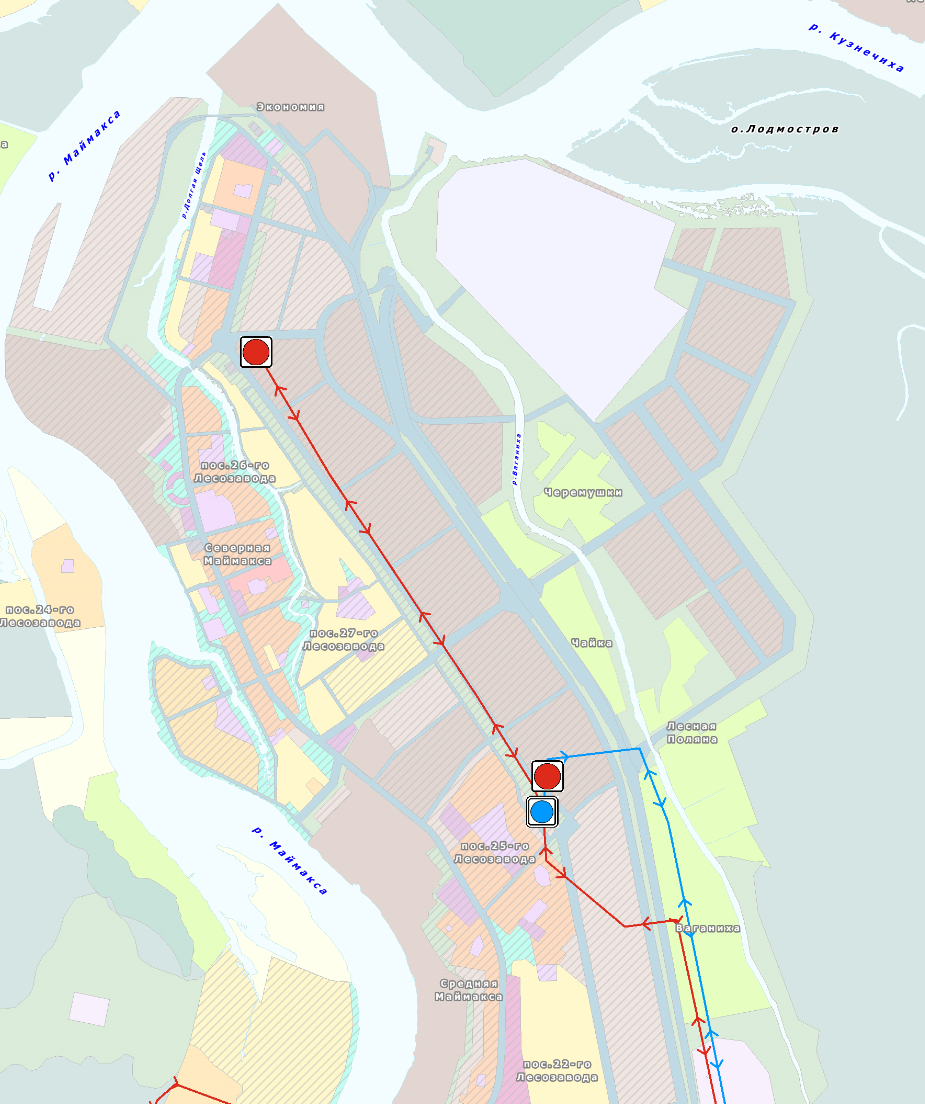 р. Кузнечиха
Экономия
р. Маймакса
о.Лодмостров
а
р.Долгая Щель
р.Ваганиха
пос.26-го
Лесозавода
Черемушки
Северная
Маймакса
пос.24-го
Лесозавода
пос.27-го
Лесозавода
Чайка
Лесная
Поляна
р. Маймакса
пос.25-го
Лесозавода
Ваганиха
Средняя
Маймакса
пос.22-го
Лесозавода